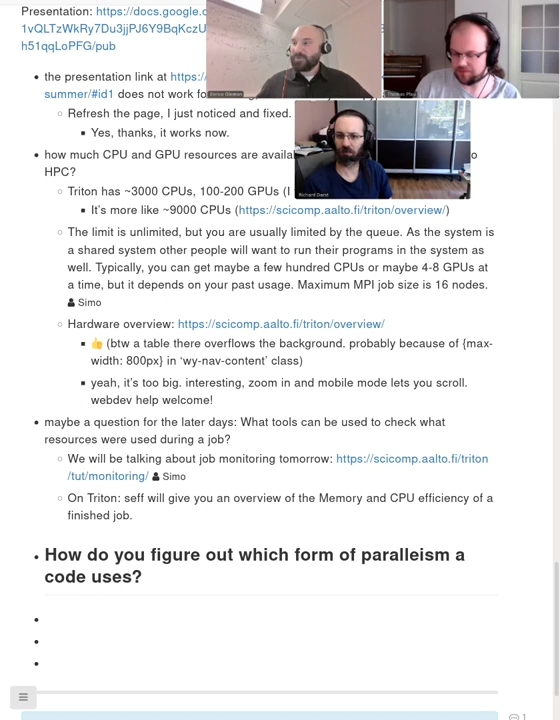 Presentation: https://docs.google.c
1vQLTzWkRy7Du3jjPJ6Y9BqKczU
h51qqLoPFG/pub
the presentation link at https:/
summer/#id1 does not work fo
Refresh the page, I just noticed and fixed.
Yes, thanks, it works now.
how much CPU and GPU resources are availa
o
HPC?
Triton has ~3000 CPUs, 100-200 GPUs (I
It's more like ~9000 CPUs (https://scicomp.aalto.fi/triton/overview/)
The limit is unlimited, but you are usually limited by the queue. As the system is
a shared system other people will want to run their programs in the system as
well. Typically, you can get maybe a few hundred CPUs or maybe 4-8 GPUs at
a time, but it depends on your past usage. Maximum MPI job size is 16 nodes.
Simo
Hardware overview: https://scicomp.aalto.fi/triton/overview/
👍 (btw a table there overflows the background. probably because of {max-
width: 800px} in 'wy-nav-content' class)
yeah, it's too big. interesting, zoom in and mobile mode lets you scroll.
webdev help welcome!
maybe a question for the later days: What tools can be used to check what
resources were used during a job?
We will be talking about job monitoring tomorrow: https://scicomp.aalto.fi/triton
/tut/monitoring/ Simo
On Triton: seff will give you an overview of the Memory and CPU efficiency of a
finished job.
How do you figure out which form of paralleism a
code uses?
1